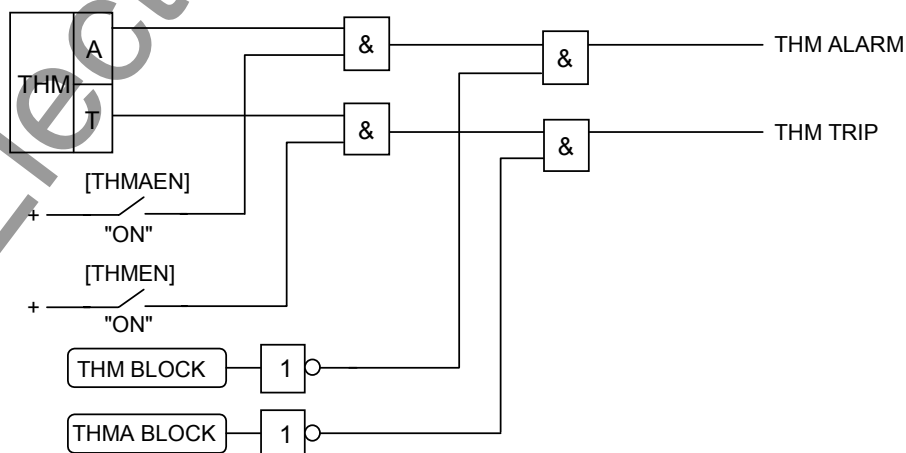 A
THM
T
&
&
THM ALARM
&
&
THM TRIP
[THMAEN]
+
"ON"
[THMEN]
+
"ON"
THM BLOCK
1
THMA BLOCK
1